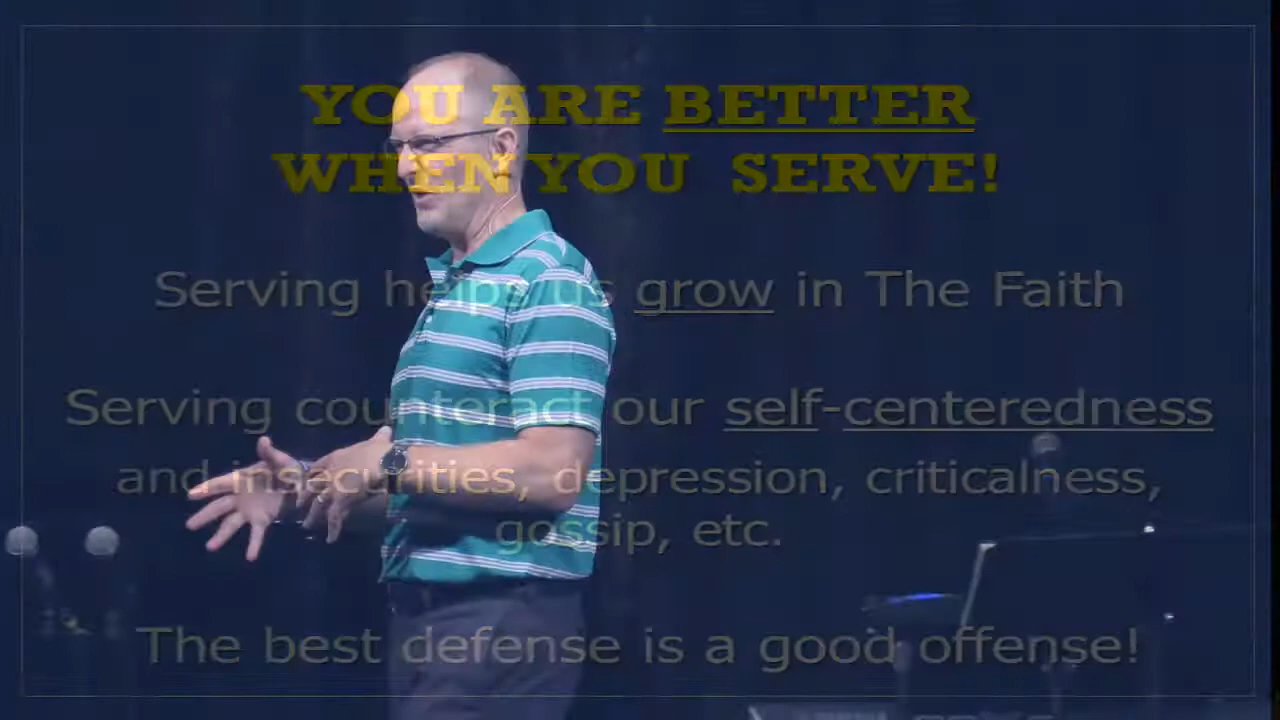 YOU ARE BETTER
WHEN YOU SERVE!
Serving helps us grow in The Faith
Serving counteract our self-centeredness
and insecurities, depression, criticalness,
gossip, etc.
The best defense is a good offense!